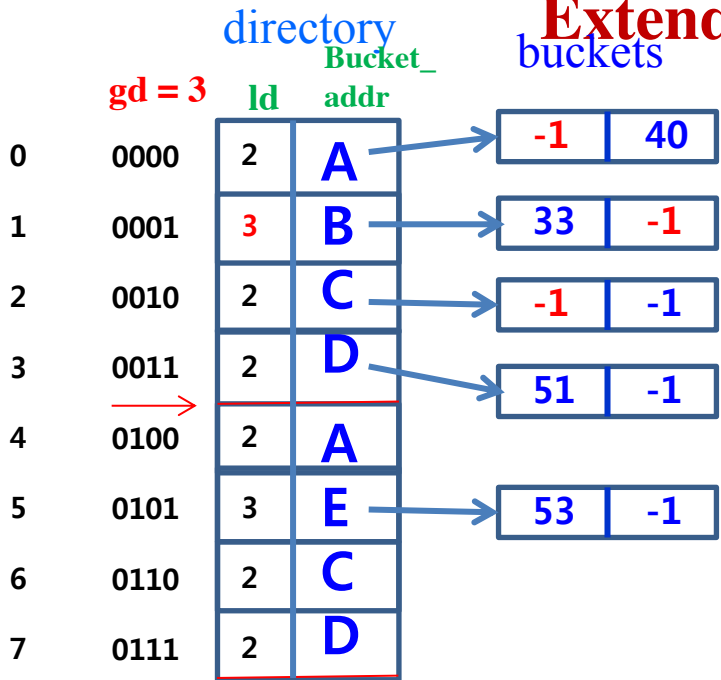 directory Extend
Bucket_ buckets
gd = 3 ld addr
0 0000 2 A -1 40
1 0001 3 B 33 -1
2 0010 2 C -1 -1
3 0011 2 D 51 -1
4 0100 2 A
5 0101 3 E 53 -1
6 0110 2 C
7 0111 2 D